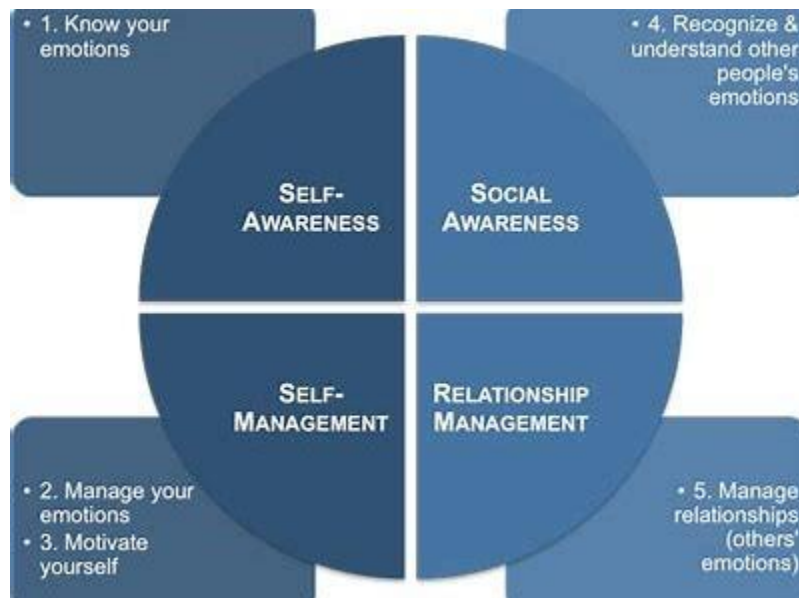 • 1. Know your
emotions
• 4. Recognize &
understand other
people's
emotions
SELF-
AWARENESS
SOCIAL
AWARENESS
SELF-
MANAGEMENT
RELATIONSHIP
MANAGEMENT
• 2. Manage your
emotions
• 3. Motivate
yourself
• 5. Manage
relationships
(others'
emotions)